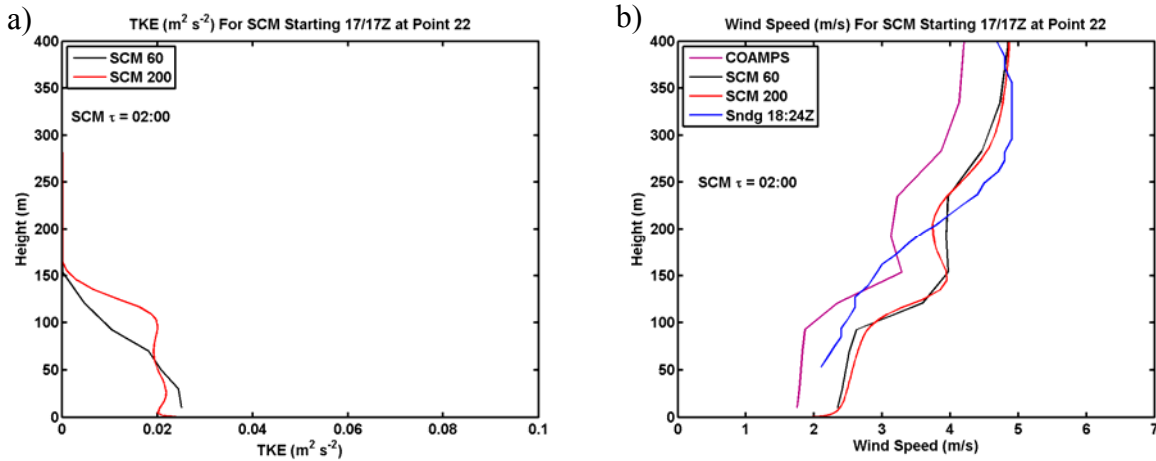 a)
TKE (m² s⁻²) For SCM Starting 17/17Z at Point 22
400
350
300
250
200
150
100
50
0
Height (m)
SCM 60
SCM 200
SCM τ = 02:00
0
0.02
0.04
0.06
0.08
0.1
TKE (m² s⁻²)
b)
Wind Speed (m/s) For SCM Starting 17/17Z at Point 22
400
350
300
250
200
150
100
50
0
Height (m)
COAMPS
SCM 60
SCM 200
Sndg 18:24Z
SCM τ = 02:00
0
1
2
3
4
5
6
7
Wind Speed (m/s)